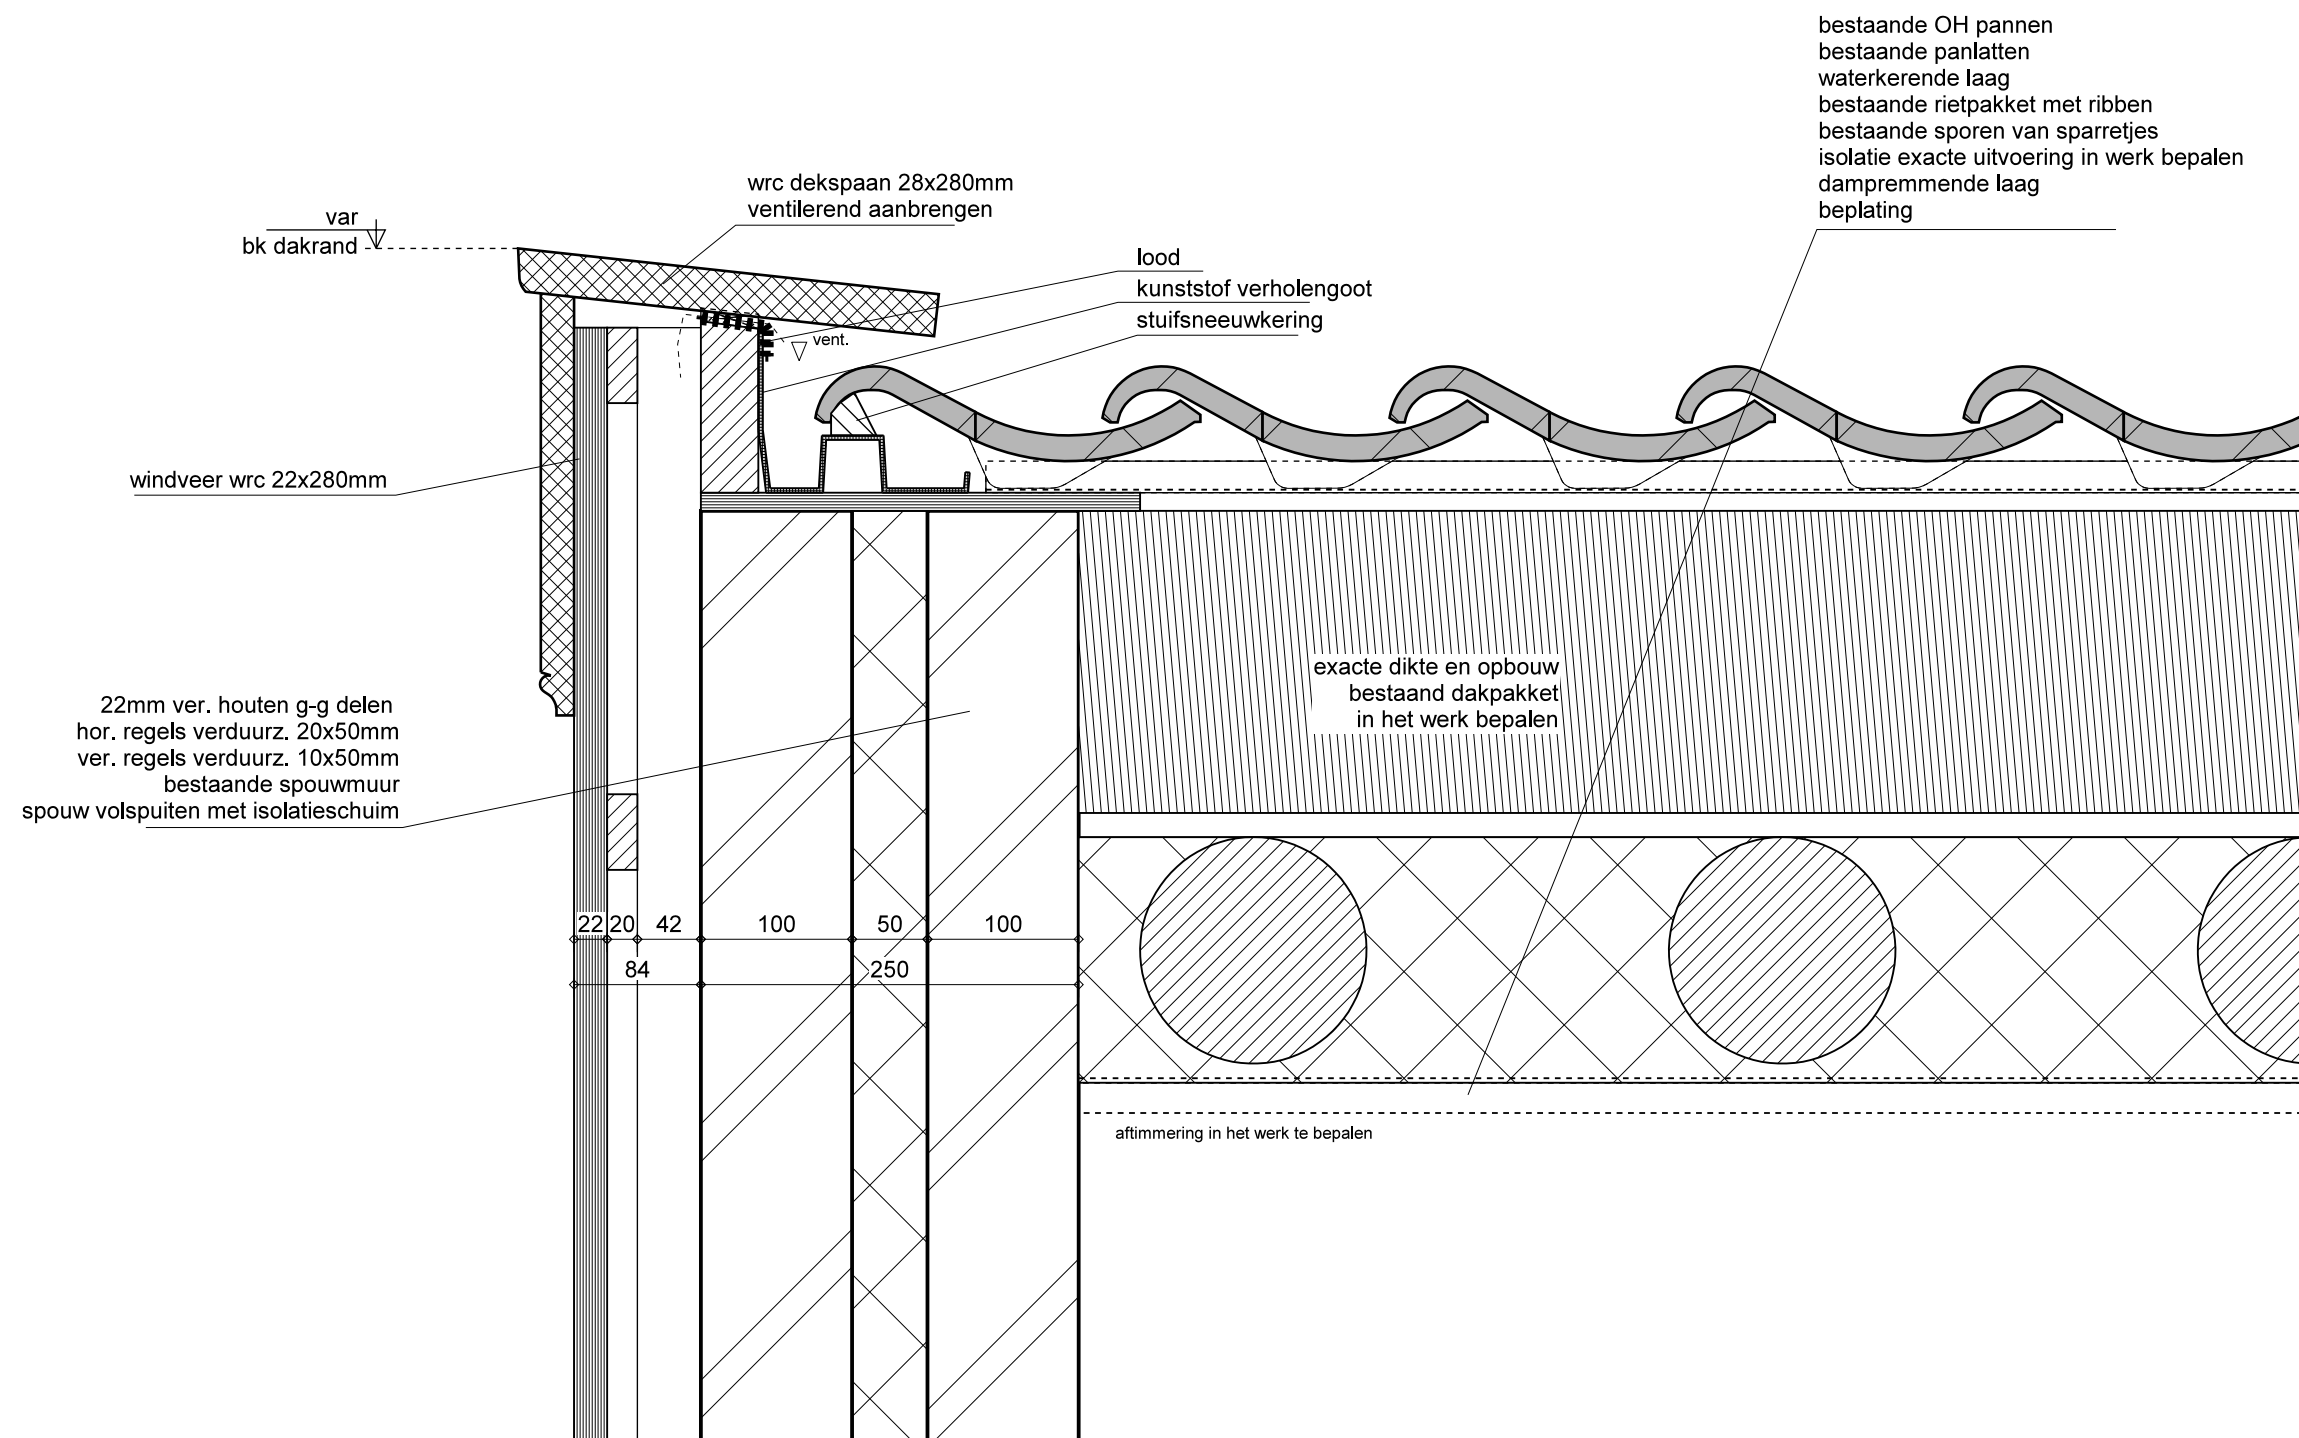 bestaande OH pannen
bestaande panlatten
waterkerende laag
bestaande rietpakket met ribben
bestaande sporen van sparretjes
isolatie exacte uitvoering in werk bepalen
dampremmende laag
beplating
wrc dekspaan 28x280mm
ventilerend aanbrengen
var
bk dakrand
lood
kunststof verholengoot
stuifsneeuwkering
vent.
windveer wrc 22x280mm
exacte dikte en opbouw
bestaand dakpakket
in het werk bepalen
22mm ver. houten g-g delen
hor. regels verduurz. 20x50mm
ver. regels verduurz. 10x50mm
bestaande spouwmuur
spouw volspuiten met isolatieschuim
22 20 42 100 50 100
84 250
aftimmering in het werk te bepalen